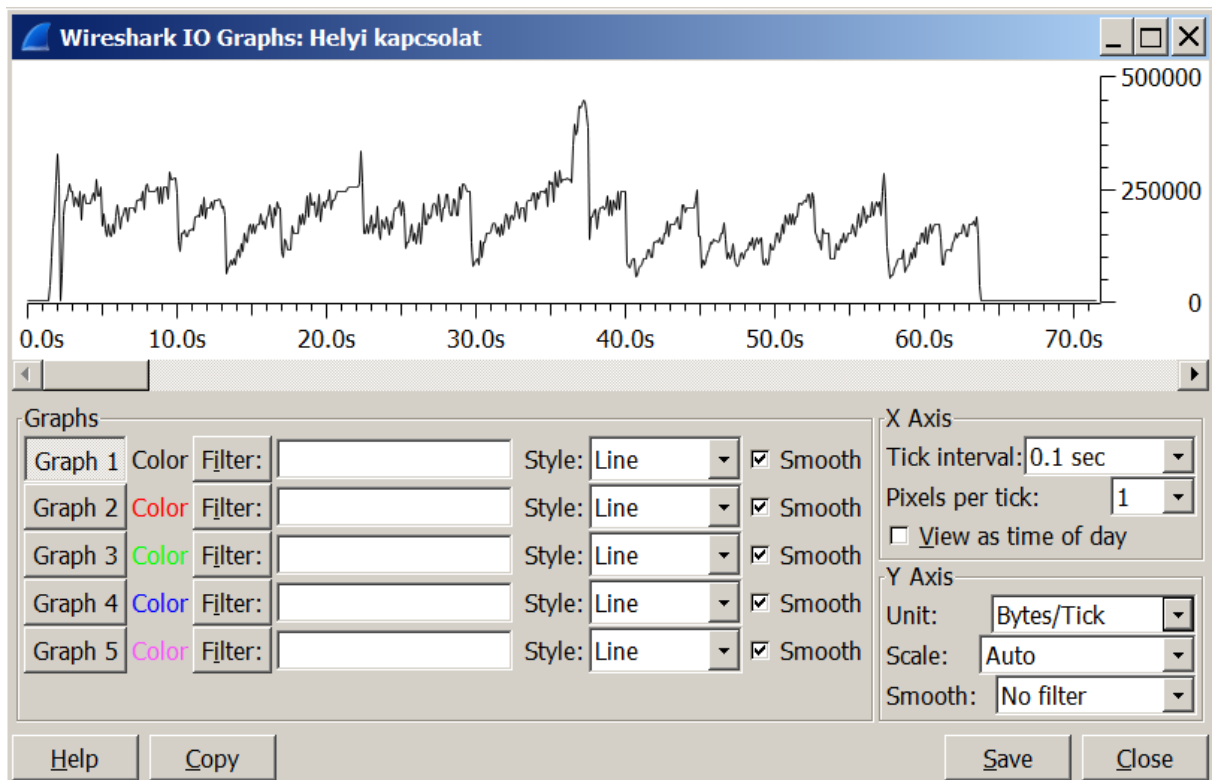 Wireshark IO Graphs: Helyi kapcsolat
500000
250000
0
0.0s 10.0s 20.0s 30.0s 40.0s 50.0s 60.0s 70.0s
Graphs
Graph 1 Color Filter: Style: Line Smooth
Graph 2 Color Filter: Style: Line Smooth
Graph 3 Color Filter: Style: Line Smooth
Graph 4 Color Filter: Style: Line Smooth
Graph 5 Color Filter: Style: Line Smooth
X Axis
Tick interval: 0.1 sec
Pixels per tick: 1
View as time of day
Y Axis
Unit: Bytes/Tick
Scale: Auto
Smooth: No filter
Help Copy Save Close